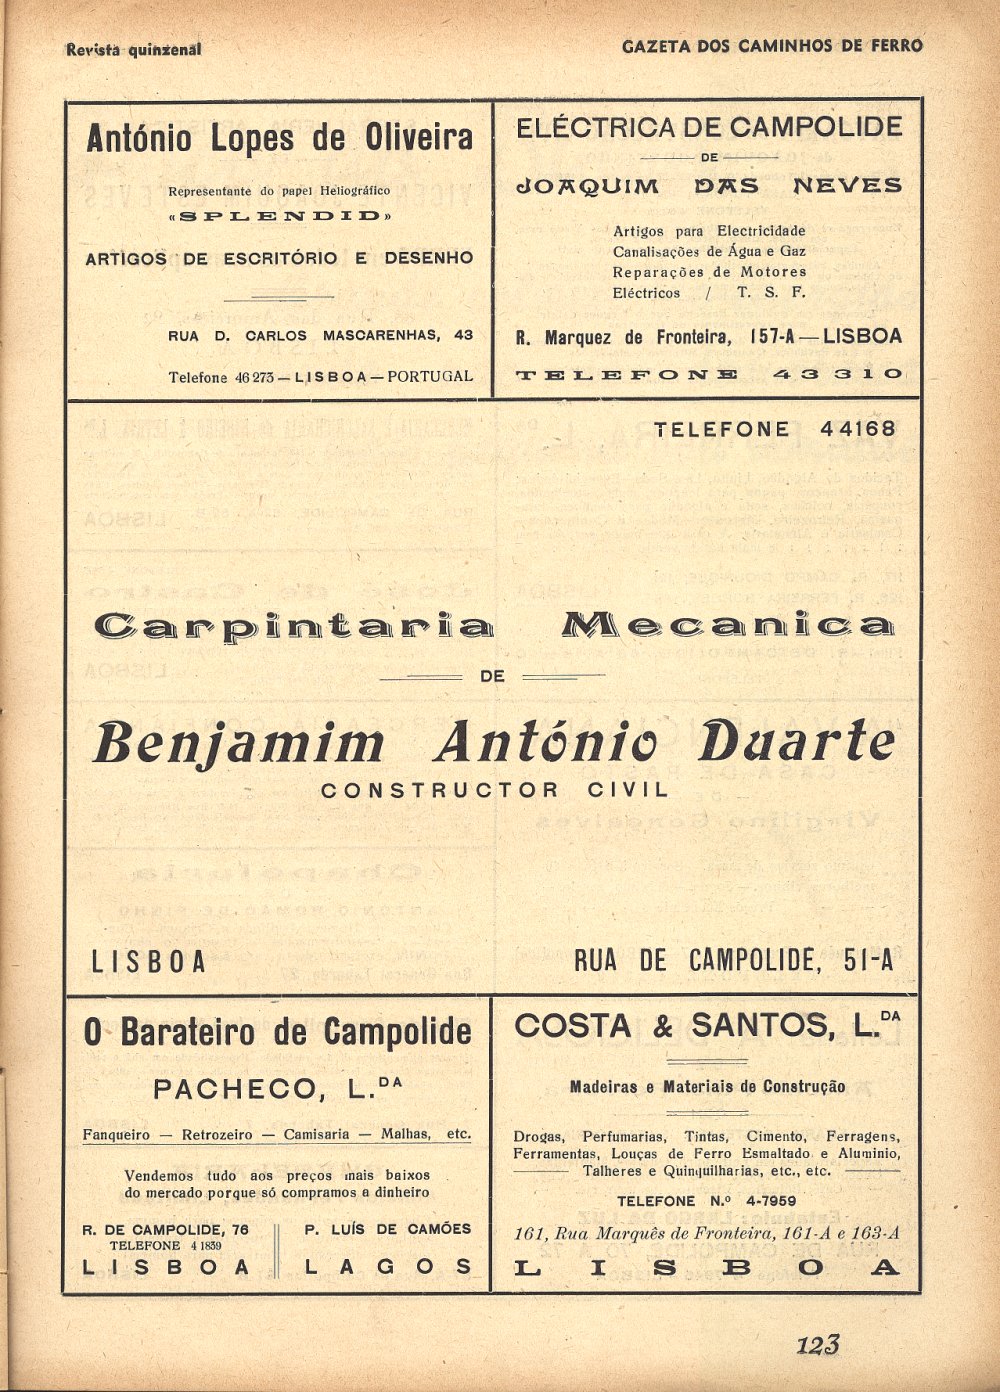 Revista quinzenal
GAZETA DOS CAMINHOS DE FERRO
António Lopes de Oliveira
Representante do papel Heliográfico
«SPLENDID»
ARTIGOS DE ESCRITÓRIO E DESENHO
RUA D. CARLOS MASCARENHAS, 43
Telefone 46 273 — LISBOA — PORTUGAL
ELÉCTRICA DE CAMPOLIDE
DE
JOAQUIM DAS NEVES
Artigos para Electricidade
Canalisações de Água e Gaz
Reparações de Motores
Eléctricos / T. S. F.
R. Marquez de Fronteira, 157-A — LISBOA
TELEFONE 43310
TELEFONE 44168
Carpintaria Mecanica
DE
Benjamim António Duarte
CONSTRUCTOR CIVIL
LISBOA
RUA DE CAMPOLIDE, 51-A
O Barateiro de Campolide
PACHECO, L.DA
Fanqueiro — Retrozeiro — Camisaria — Malhas, etc.
Vendemos tudo aos preços mais baixos
do mercado porque só compramos a dinheiro
R. DE CAMPOLIDE, 76
TELEFONE 41839
LISBOA
P. LUÍS DE CAMÕES
LAGOS
COSTA & SANTOS, L.DA
Madeiras e Materiais de Construção
Drogas, Perfumarias, Tintas, Cimento, Ferragens,
Ferramentas, Louças de Ferro Esmaltado e Aluminio,
Talheres e Quinquilharias, etc., etc.
TELEFONE N.º 4-7959
161, Rua Marquês de Fronteira, 161-A e 163-A
LISBOA
123